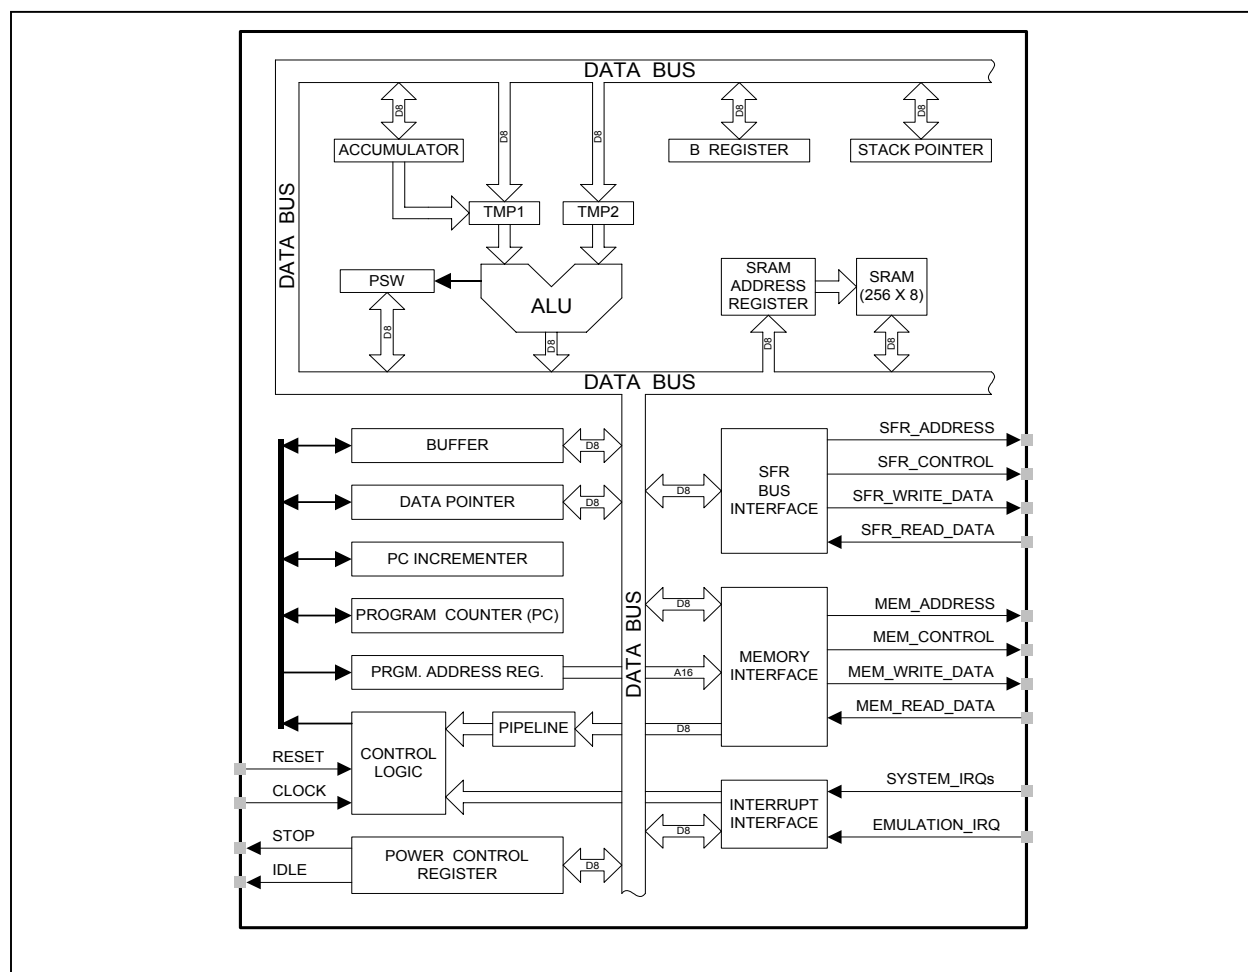 DATA BUS
D8
D8
D8
D8
D8
ACCUMULATOR
B REGISTER
STACK POINTER
DATA BUS
TMP1
TMP2
PSW
ALU
SRAM
ADDRESS
REGISTER
SRAM
(256 X 8)
D8
D8
D8
D8
DATA BUS
BUFFER
D8
DATA POINTER
D8
PC INCREMENTER
PROGRAM COUNTER (PC)
PRGM. ADDRESS REG.
A16
PIPELINE
D8
CONTROL
LOGIC
RESET
CLOCK
STOP
IDLE
POWER CONTROL
REGISTER
D8
DATA BUS
D8
SFR
BUS
INTERFACE
SFR_ADDRESS
SFR_CONTROL
SFR_WRITE_DATA
SFR_READ_DATA
D8
MEMORY
INTERFACE
MEM_ADDRESS
MEM_CONTROL
MEM_WRITE_DATA
MEM_READ_DATA
D8
INTERRUPT
INTERFACE
SYSTEM_IRQs
EMULATION_IRQ